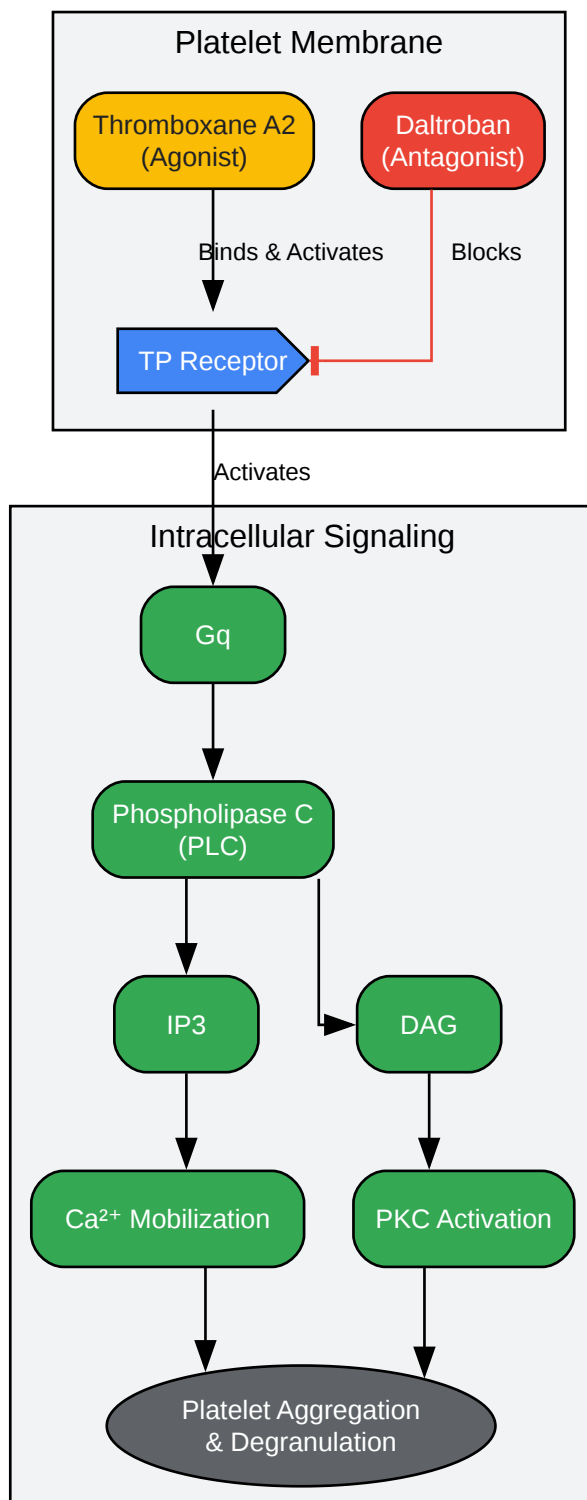 Platelet Membrane
Thromboxane A2
(Agonist)
Daltroban
(Antagonist)
Binds & Activates
Blocks
TP Receptor
Activates
Intracellular Signaling
Gq
Phospholipase C
(PLC)
IP3
DAG
Ca²⁺ Mobilization
PKC Activation
Platelet Aggregation
& Degranulation